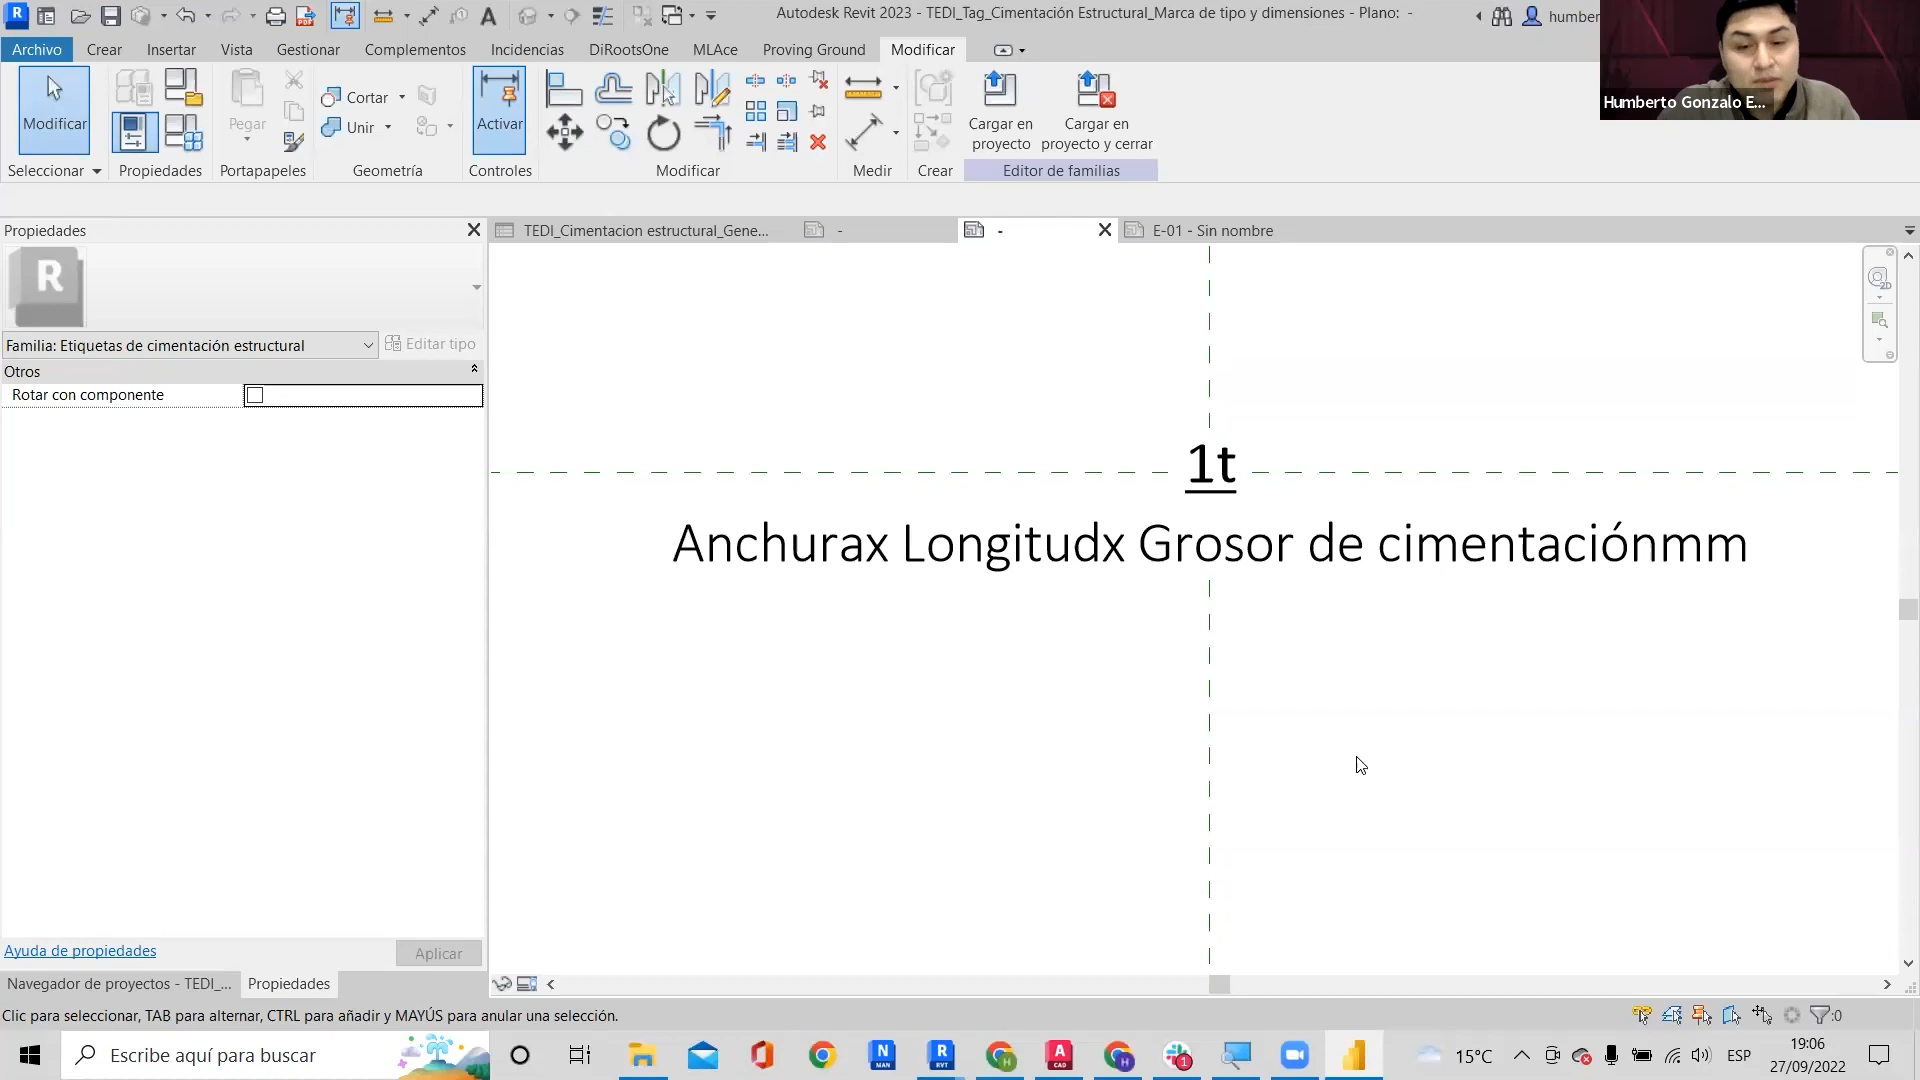 Autodesk Revit 2023 - TEDI_Tag_Cimentación Estructural_Marca de tipo y dimensiones - Plano: -
humber
Archivo Crear Insertar Vista Gestionar Complementos Incidencias DiRootsOne MLAce Proving Ground Modificar
Humberto Gonzalo E...
Modificar
Pegar
Cortar
Unir
Activar
Cargar en proyecto
Cargar en proyecto y cerrar
Seleccionar Propiedades Portapapeles Geometría Controles Modificar Medir Crear Editor de familias
Propiedades
TEDI_Cimentacion estructural_Gene... - - E-01 - Sin nombre
R
Familia: Etiquetas de cimentación estructural
Editar tipo
Otros
Rotar con componente
1t
Anchurax Longitudx Grosor de cimentaciónmm
2D
Ayuda de propiedades
Aplicar
Navegador de proyectos - TEDI_... Propiedades
Clic para seleccionar, TAB para alternar, CTRL para añadir y MAYÚS para anular una selección.
:0
Escribe aquí para buscar
N
MAN
R
RVT
H
A
CAD
H
1
15°C
ESP
19:06
27/09/2022